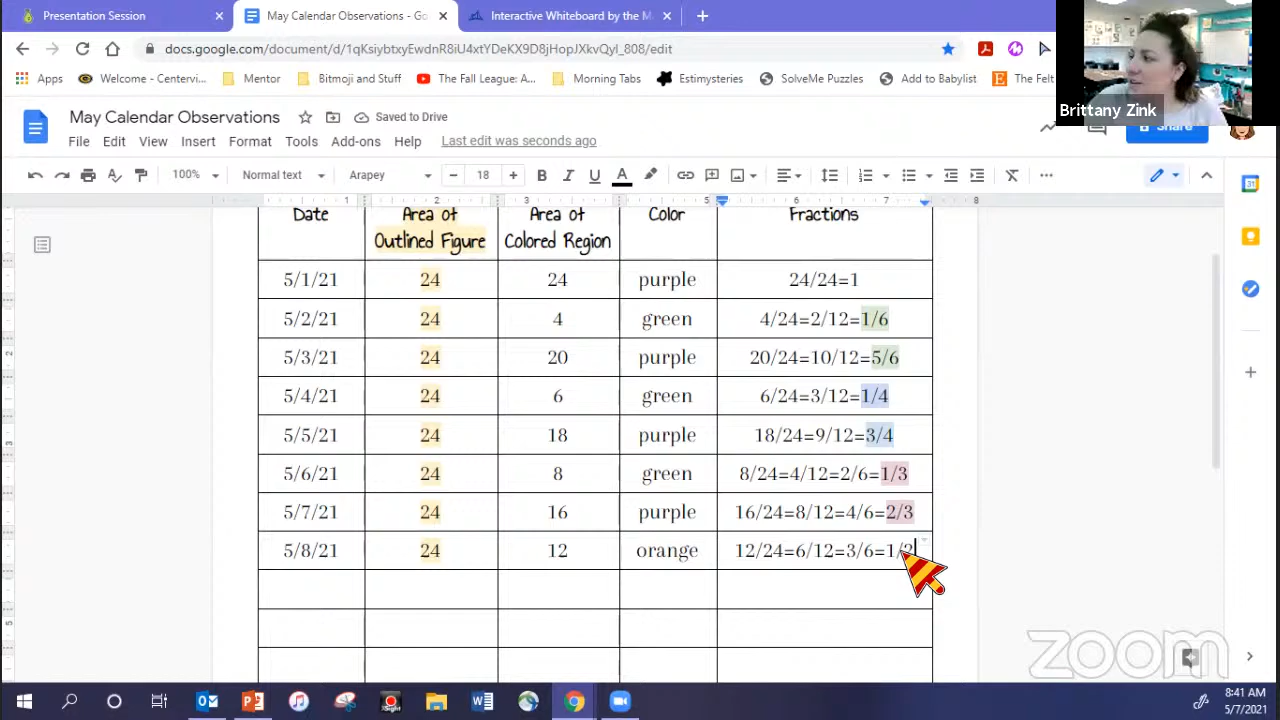 Presentation Session
May Calendar Observations - Go
Interactive Whiteboard by the M
docs.google.com/document/d/1qKsiyUtxyEwdnR8iU4xtYDeKX9D8jHopJXkvQyl_808/edit
Apps
Welcome - Centervi...
Mentor
Bitmoji and Stuff
The Fall League: A...
Morning Tabs
Estimysteries
SolveMe Puzzles
Add to Babylist
The Felt
Brittany Zink
May Calendar Observations
Saved to Drive
Share
File Edit View Insert Format Tools Add-ons Help Last edit was seconds ago
100% Normal text Arapey 18
1 2 3 5 6 7 8
Date Area of Outlined Figure Area of Colored Region Color Fractions
5/1/21 24 24 purple 24/24=1
5/2/21 24 4 green 4/24=2/12=1/6
5/3/21 24 20 purple 20/24=10/12=5/6
5/4/21 24 6 green 6/24=3/12=1/4
5/5/21 24 18 purple 18/24=9/12=3/4
5/6/21 24 8 green 8/24=4/12=2/6=1/3
5/7/21 24 16 purple 16/24=8/12=4/6=2/3
5/8/21 24 12 orange 12/24=6/12=3/6=1/2
zoom
8:41 AM
5/7/2021